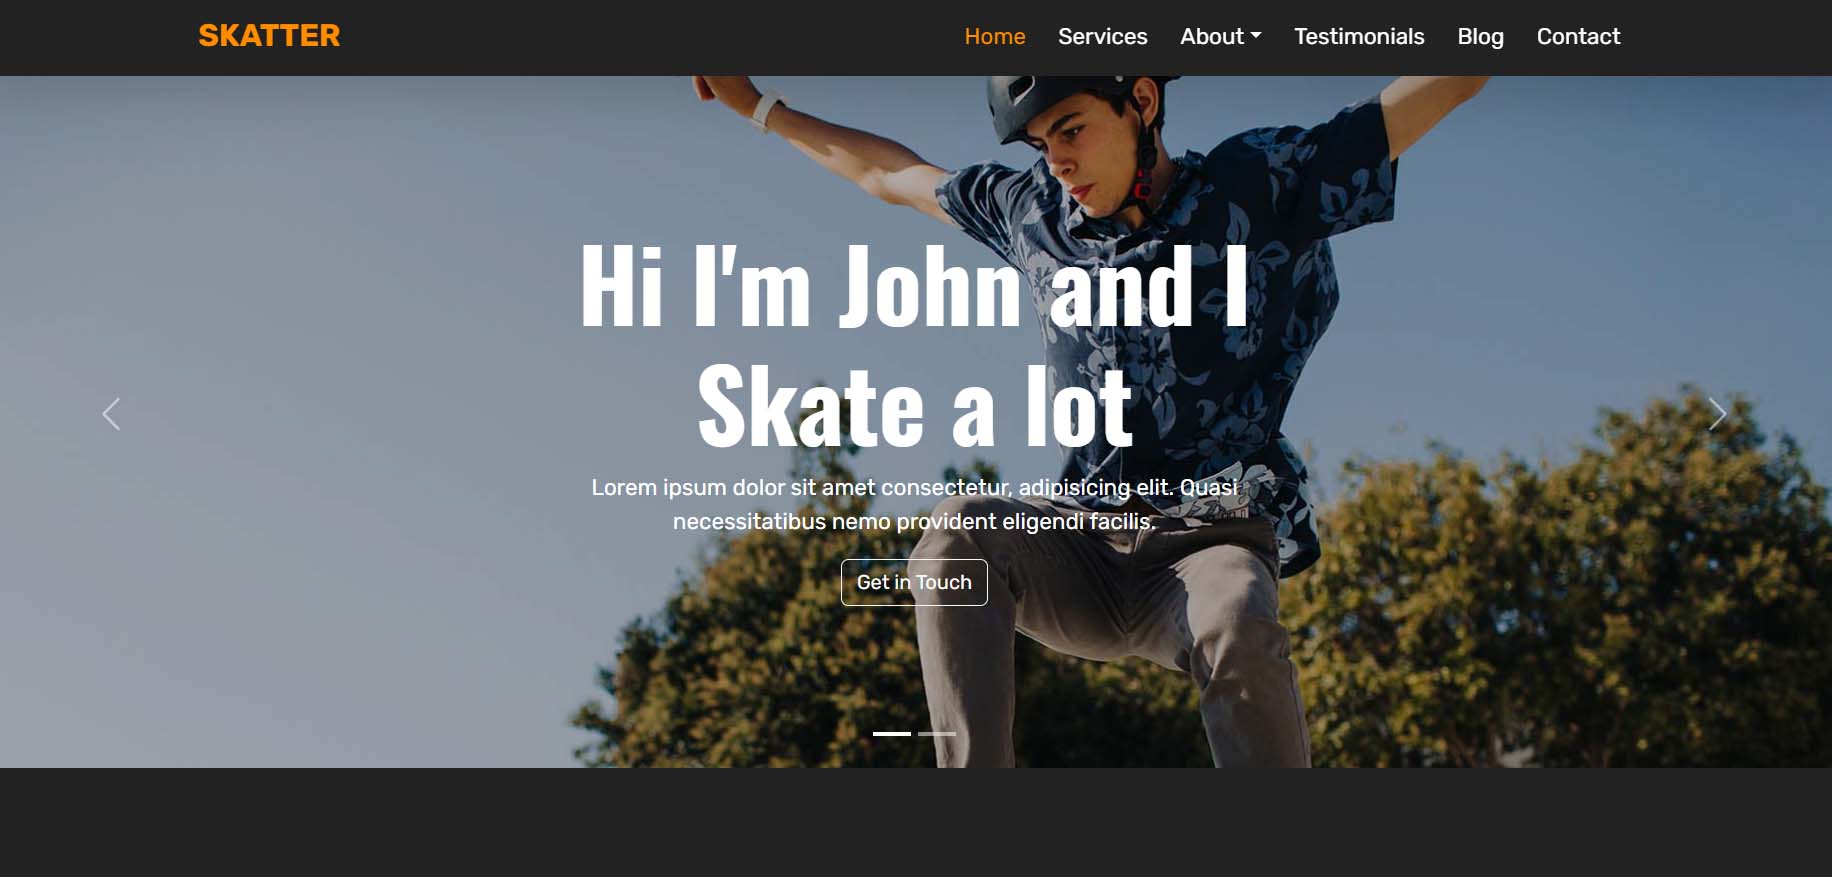 SKATTER
Home Services About Testimonials Blog Contact
Hi I'm John and I
Skate a lot
Lorem ipsum dolor sit amet consectetur, adipisicing elit. Quasi
necessitatibus nemo provident eligendi facilis.
Get in Touch